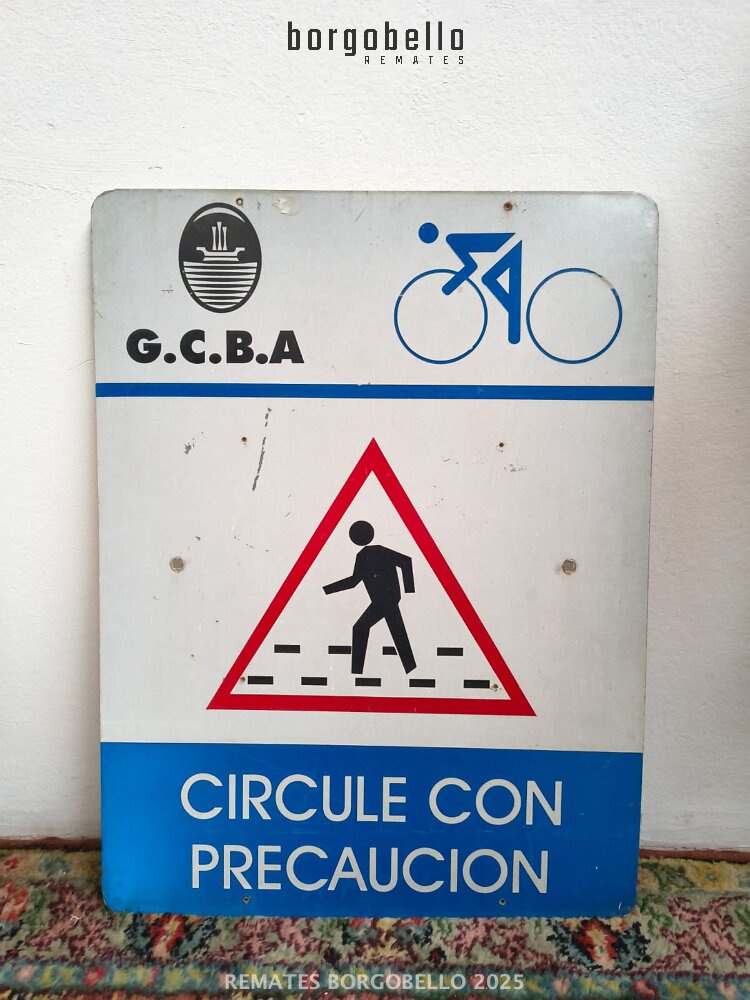 borgobello
REMATES
G.C.B.A
CIRCULE CON
PRECAUCION
REMATES BORGOBELLO 2025